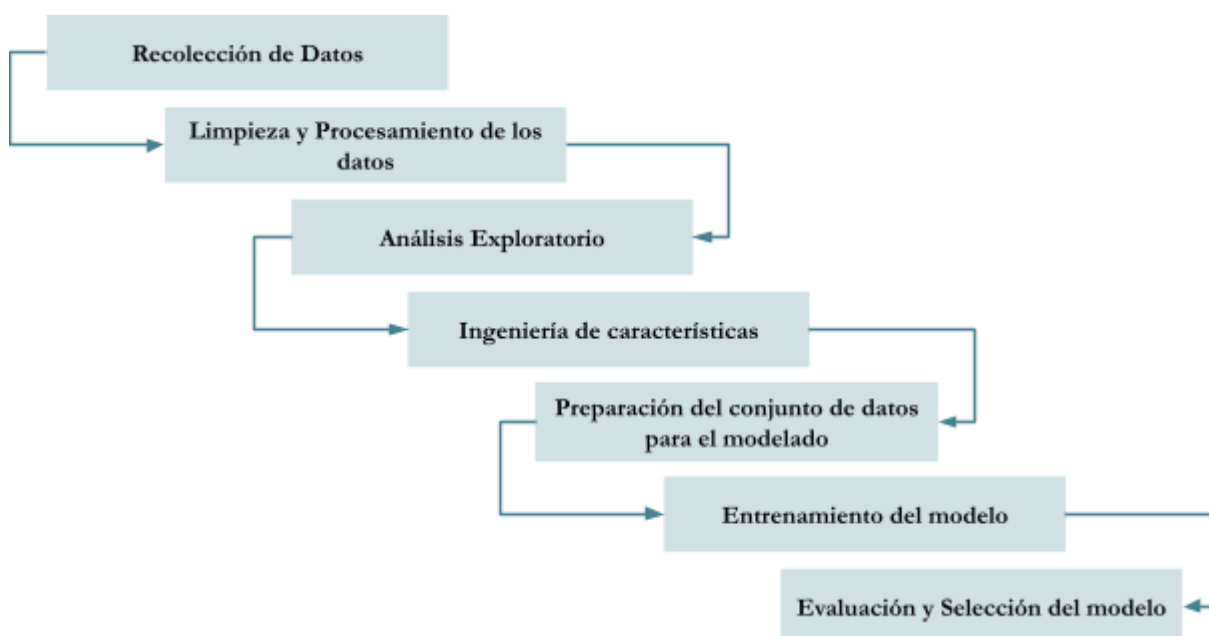 Recolección de Datos
Limpieza y Procesamiento de los
datos
Análisis Exploratorio
Ingeniería de características
Preparación del conjunto de datos
para el modelado
Entrenamiento del modelo
Evaluación y Selección del modelo